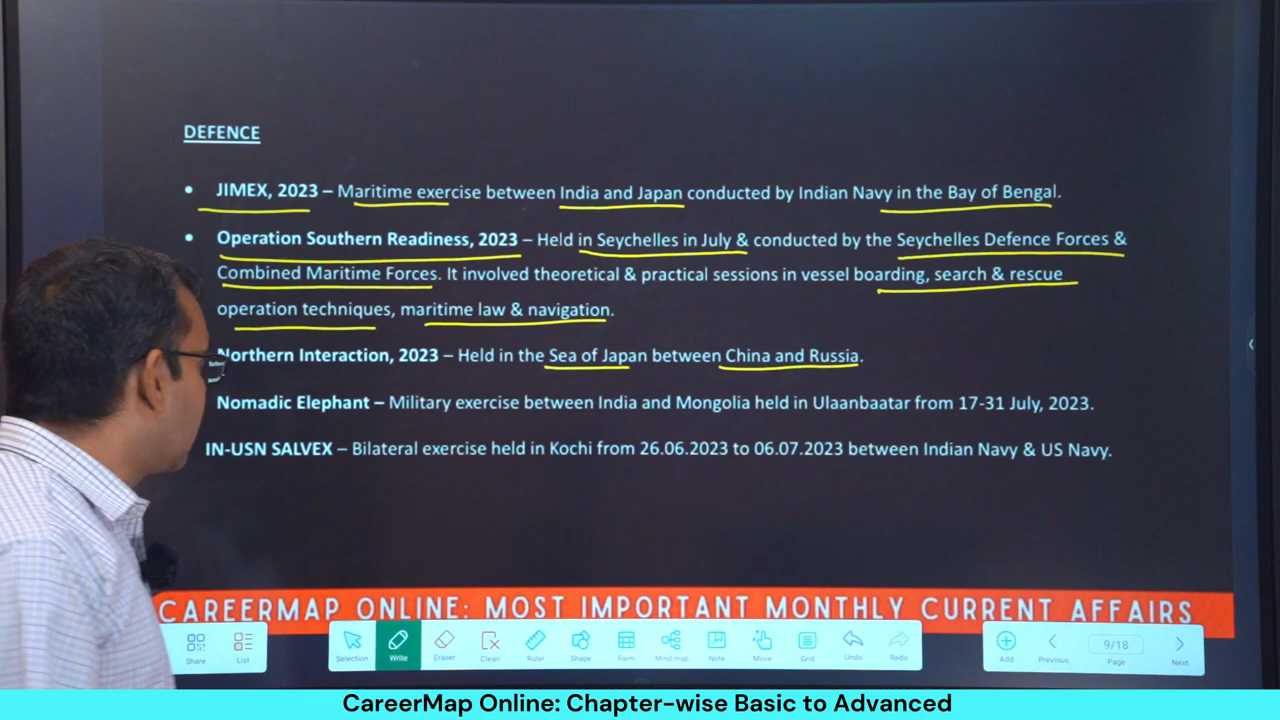 DEFENCE
• JIMEX, 2023 – Maritime exercise between India and Japan conducted by Indian Navy in the Bay of Bengal.
• Operation Southern Readiness, 2023 – Held in Seychelles in July & conducted by the Seychelles Defence Forces &
Combined Maritime Forces. It involved theoretical & practical sessions in vessel boarding, search & rescue
operation techniques, maritime law & navigation.
Northern Interaction, 2023 – Held in the Sea of Japan between China and Russia.
Nomadic Elephant – Military exercise between India and Mongolia held in Ulaanbaatar from 17-31 July, 2023.
IN-USN SALVEX – Bilateral exercise held in Kochi from 26.06.2023 to 06.07.2023 between Indian Navy & US Navy.
CAREERMAP ONLINE: MOST IMPORTANT MONTHLY CURRENT AFFAIRS
Share List Selection Write Eraser Clean Ruler Shape Form Mind map Note Move Grid Undo Redo Add Previous 9/18 Page Next
CareerMap Online: Chapter-wise Basic to Advanced